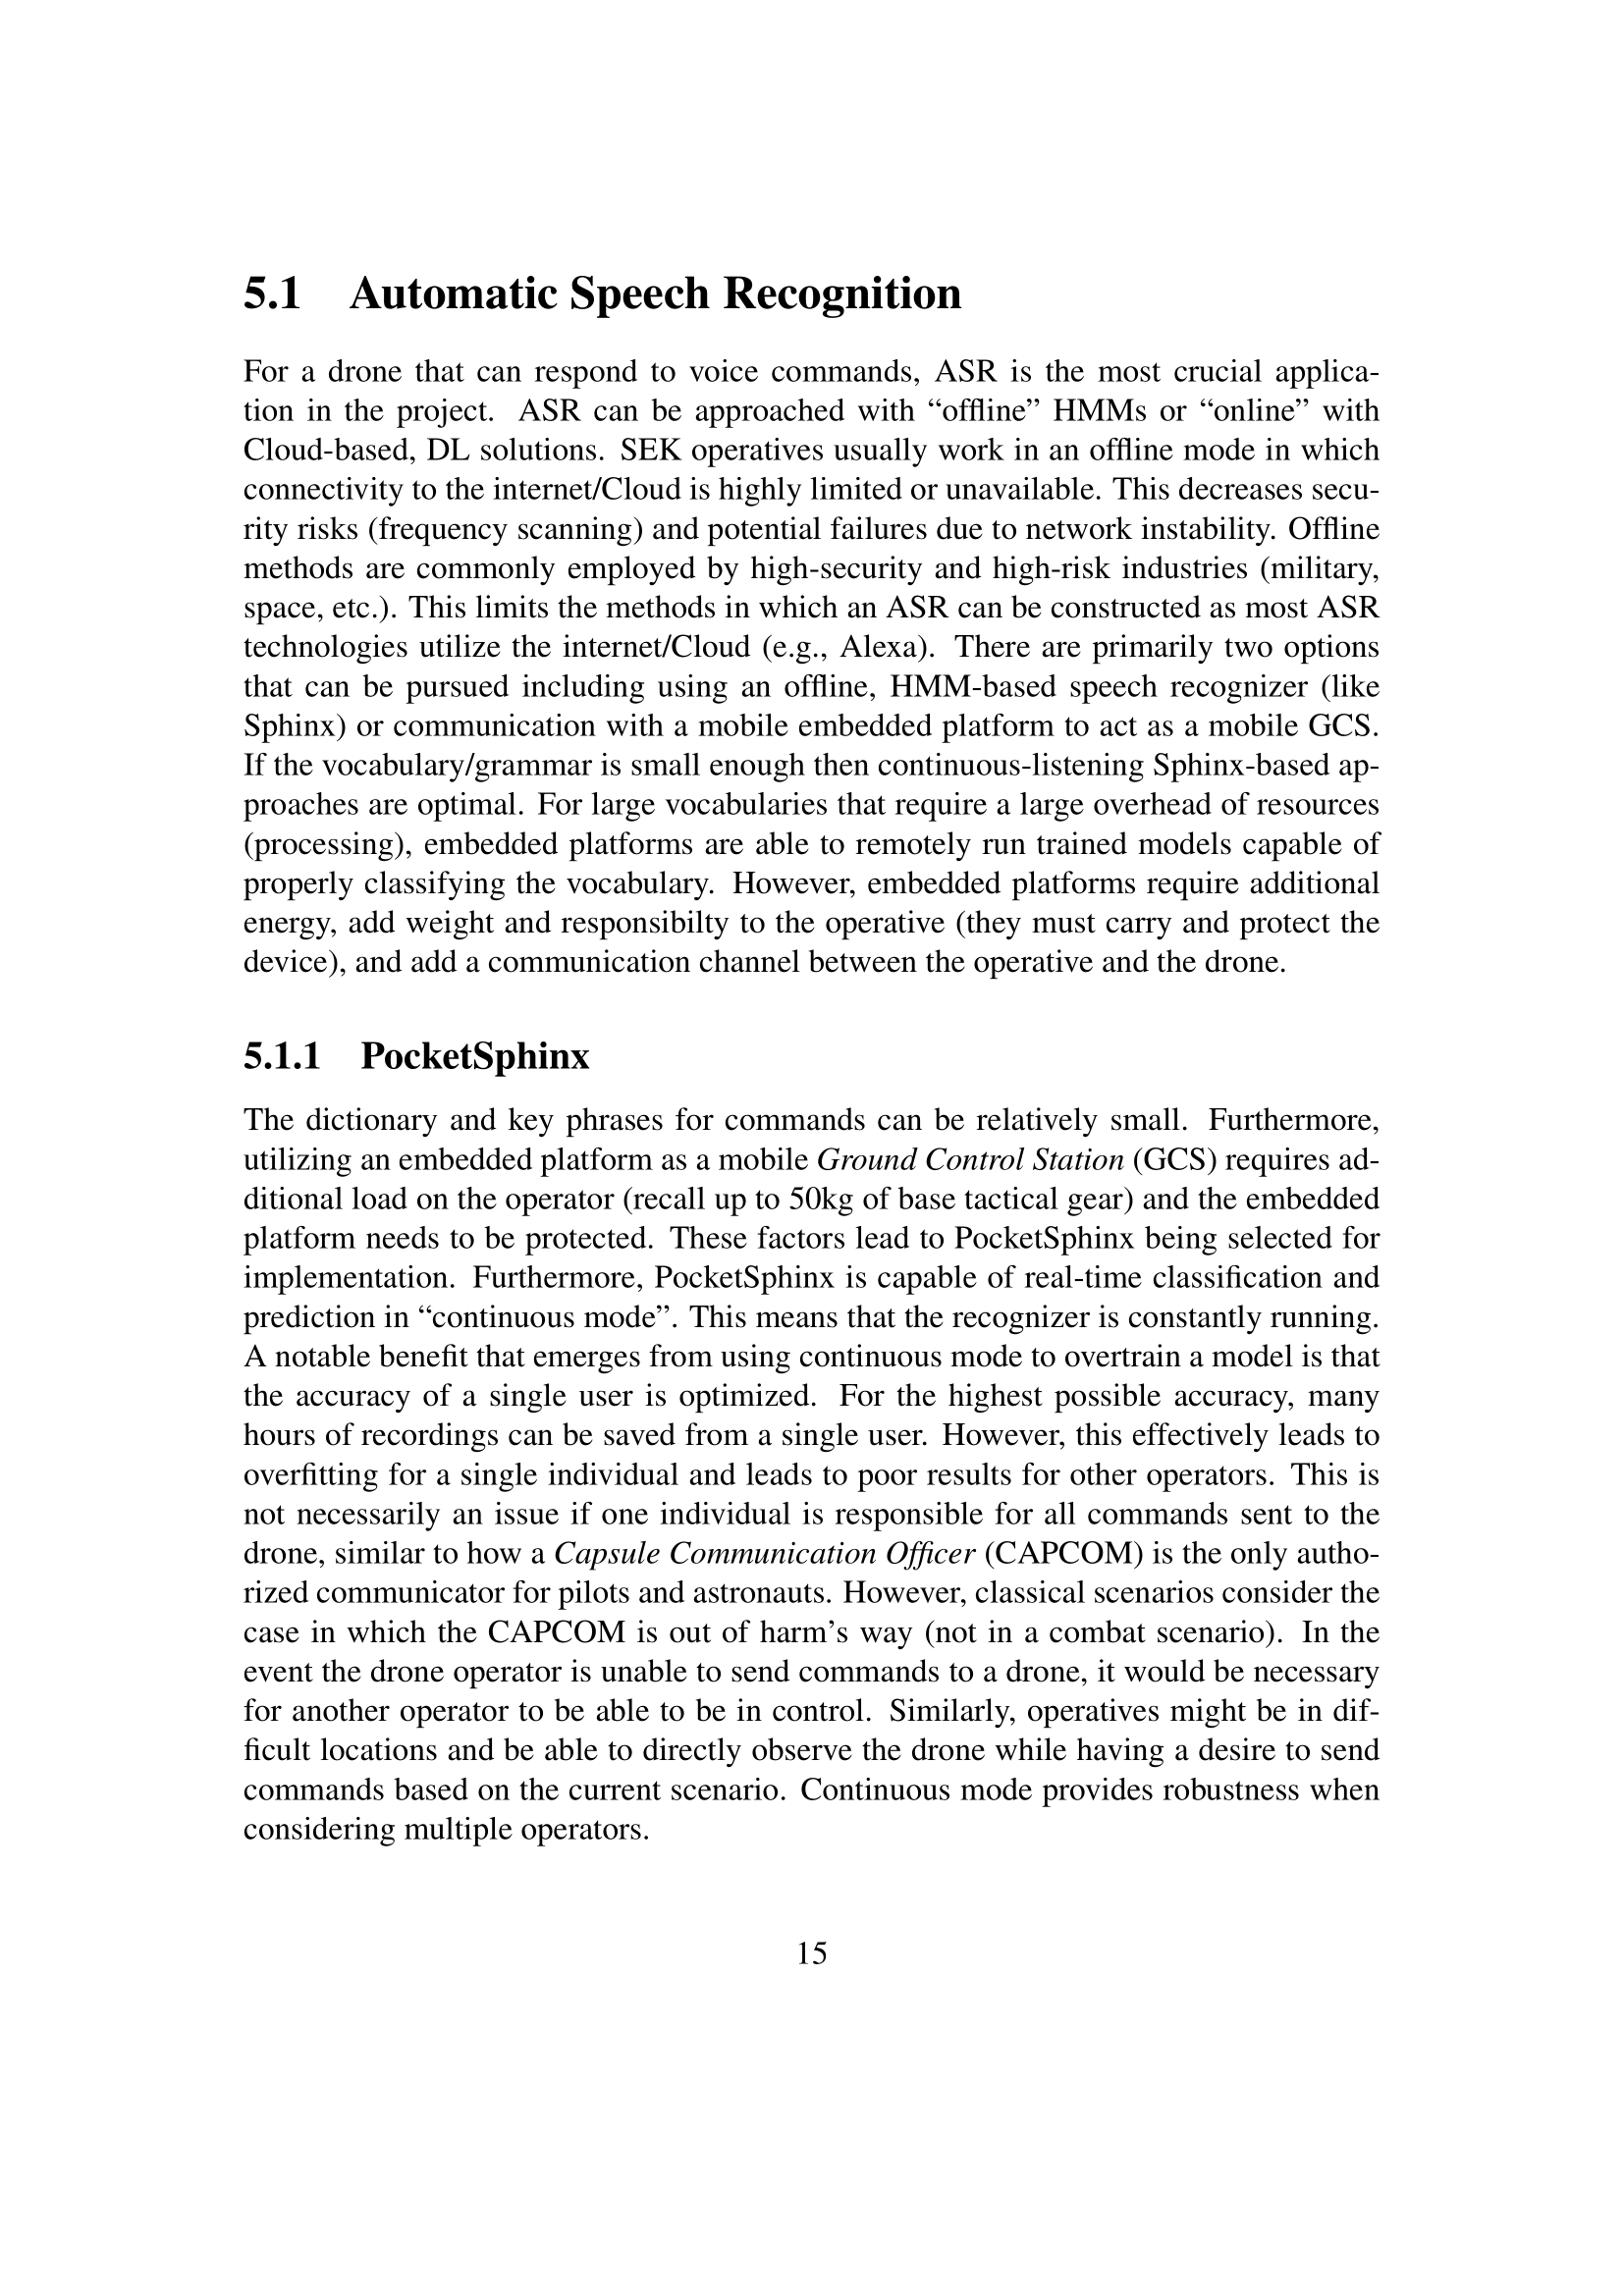 5.1 Automatic Speech Recognition
For a drone that can respond to voice commands, ASR is the most crucial applica-
tion in the project. ASR can be approached with “offline” HMMs or “online” with
Cloud-based, DL solutions. SEK operatives usually work in an offline mode in which
connectivity to the internet/Cloud is highly limited or unavailable. This decreases secu-
rity risks (frequency scanning) and potential failures due to network instability. Offline
methods are commonly employed by high-security and high-risk industries (military,
space, etc.). This limits the methods in which an ASR can be constructed as most ASR
technologies utilize the internet/Cloud (e.g., Alexa). There are primarily two options
that can be pursued including using an offline, HMM-based speech recognizer (like
Sphinx) or communication with a mobile embedded platform to act as a mobile GCS.
If the vocabulary/grammar is small enough then continuous-listening Sphinx-based ap-
proaches are optimal. For large vocabularies that require a large overhead of resources
(processing), embedded platforms are able to remotely run trained models capable of
properly classifying the vocabulary. However, embedded platforms require additional
energy, add weight and responsibilty to the operative (they must carry and protect the
device), and add a communication channel between the operative and the drone.
5.1.1 PocketSphinx
The dictionary and key phrases for commands can be relatively small. Furthermore,
utilizing an embedded platform as a mobile Ground Control Station (GCS) requires ad-
ditional load on the operator (recall up to 50kg of base tactical gear) and the embedded
platform needs to be protected. These factors lead to PocketSphinx being selected for
implementation. Furthermore, PocketSphinx is capable of real-time classification and
prediction in “continuous mode”. This means that the recognizer is constantly running.
A notable benefit that emerges from using continuous mode to overtrain a model is that
the accuracy of a single user is optimized. For the highest possible accuracy, many
hours of recordings can be saved from a single user. However, this effectively leads to
overfitting for a single individual and leads to poor results for other operators. This is
not necessarily an issue if one individual is responsible for all commands sent to the
drone, similar to how a Capsule Communication Officer (CAPCOM) is the only autho-
rized communicator for pilots and astronauts. However, classical scenarios consider the
case in which the CAPCOM is out of harm’s way (not in a combat scenario). In the
event the drone operator is unable to send commands to a drone, it would be necessary
for another operator to be able to be in control. Similarly, operatives might be in dif-
ficult locations and be able to directly observe the drone while having a desire to send
commands based on the current scenario. Continuous mode provides robustness when
considering multiple operators.
15